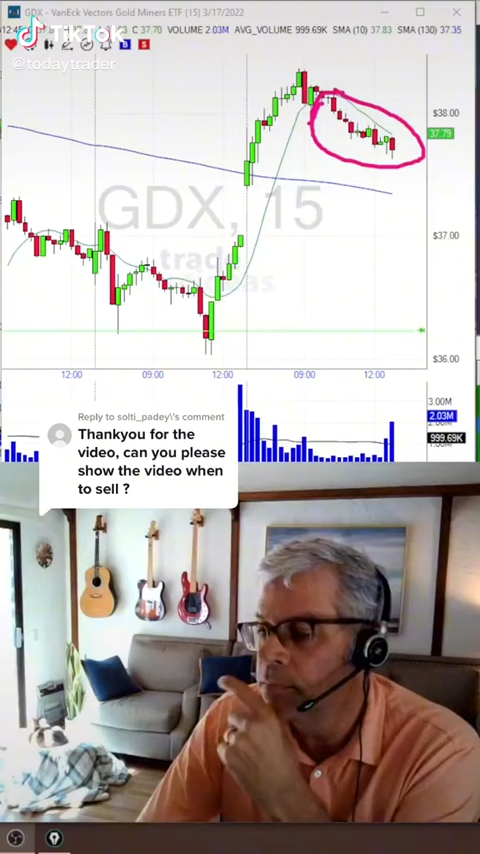 GDX - VanEck Vectors Gold Miners ETF (15) 3/17/2022
C 37.70 VOLUME 2.03M AVG_VOLUME 999.69K SMA (10) 37.83 SMA (130) 37.35
TikTok
@todaytrader
B S
$38.00
37.79
GDX, 15
$37.00
$36.00
12:00 09:00 12:00 09:00 12:00
3.00M
2.03M
999.69K
Reply to solti_padey\'s comment
Thankyou for the
video, can you please
show the video when
to sell ?